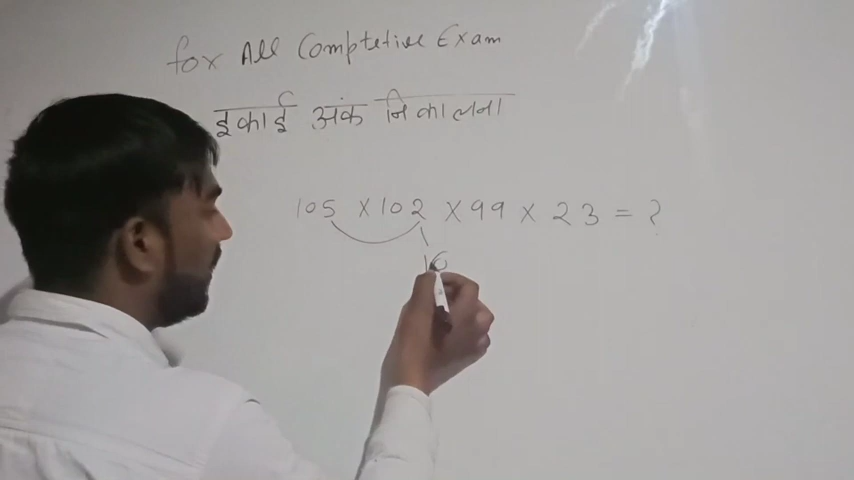 for All Comptetive Exam
इकाई अंक निकालना
105 × 102 × 99 × 23 = ?
10